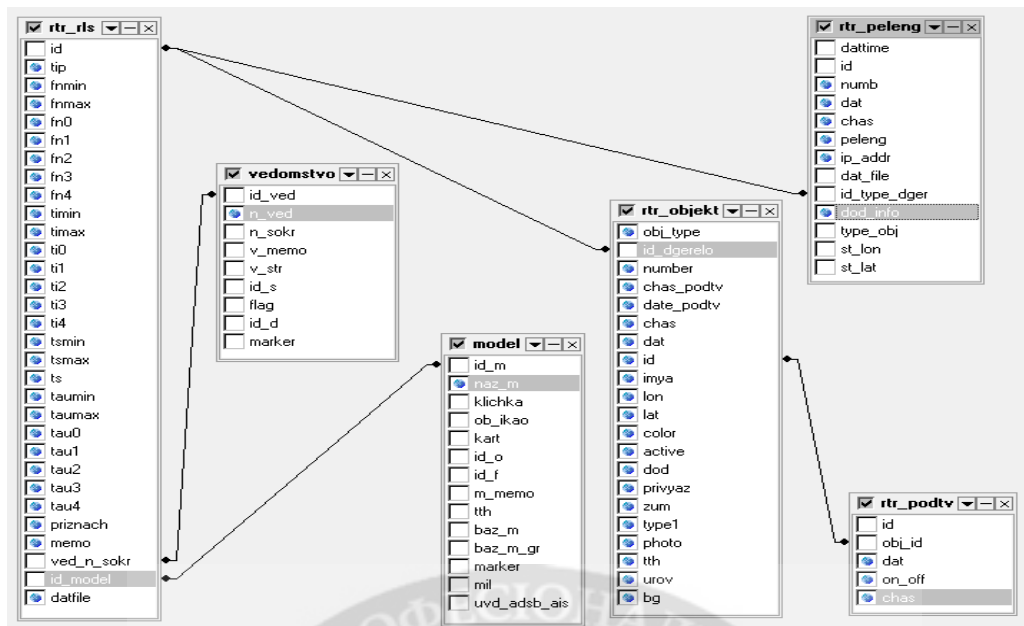 rtr_rls
id
tip
fnmin
fnmax
fn0
fn1
fn2
fn3
fn4
timin
timax
ti0
ti1
ti2
ti3
ti4
tsmin
tsmax
ts
taumin
taumax
tau0
tau1
tau2
tau3
tau4
priznach
memo
ved_n_sokr
id_model
datfile
vedomstvo
id_ved
n_ved
n_sokr
v_memo
v_str
id_s
flag
id_d
marker
model
id_m
naz_m
klichka
ob_ikao
kart
id_o
id_f
m_memo
tth
baz_m
baz_m_gr
marker
mil
uvd_adsb_ais
rtr_objekt
obj_type
id_dgerelo
number
chas_podtv
date_podtv
chas
dat
id
imya
lon
lat
color
active
dod
privyaz
zum
type1
photo
tth
urov
bg
rtr_peleng
dattime
id
numb
dat
chas
peleng
ip_addr
dat_file
id_type_dger
dod_info
type_obj
st_lon
st_lat
rtr_podtv
id
obj_id
dat
on_off
chas